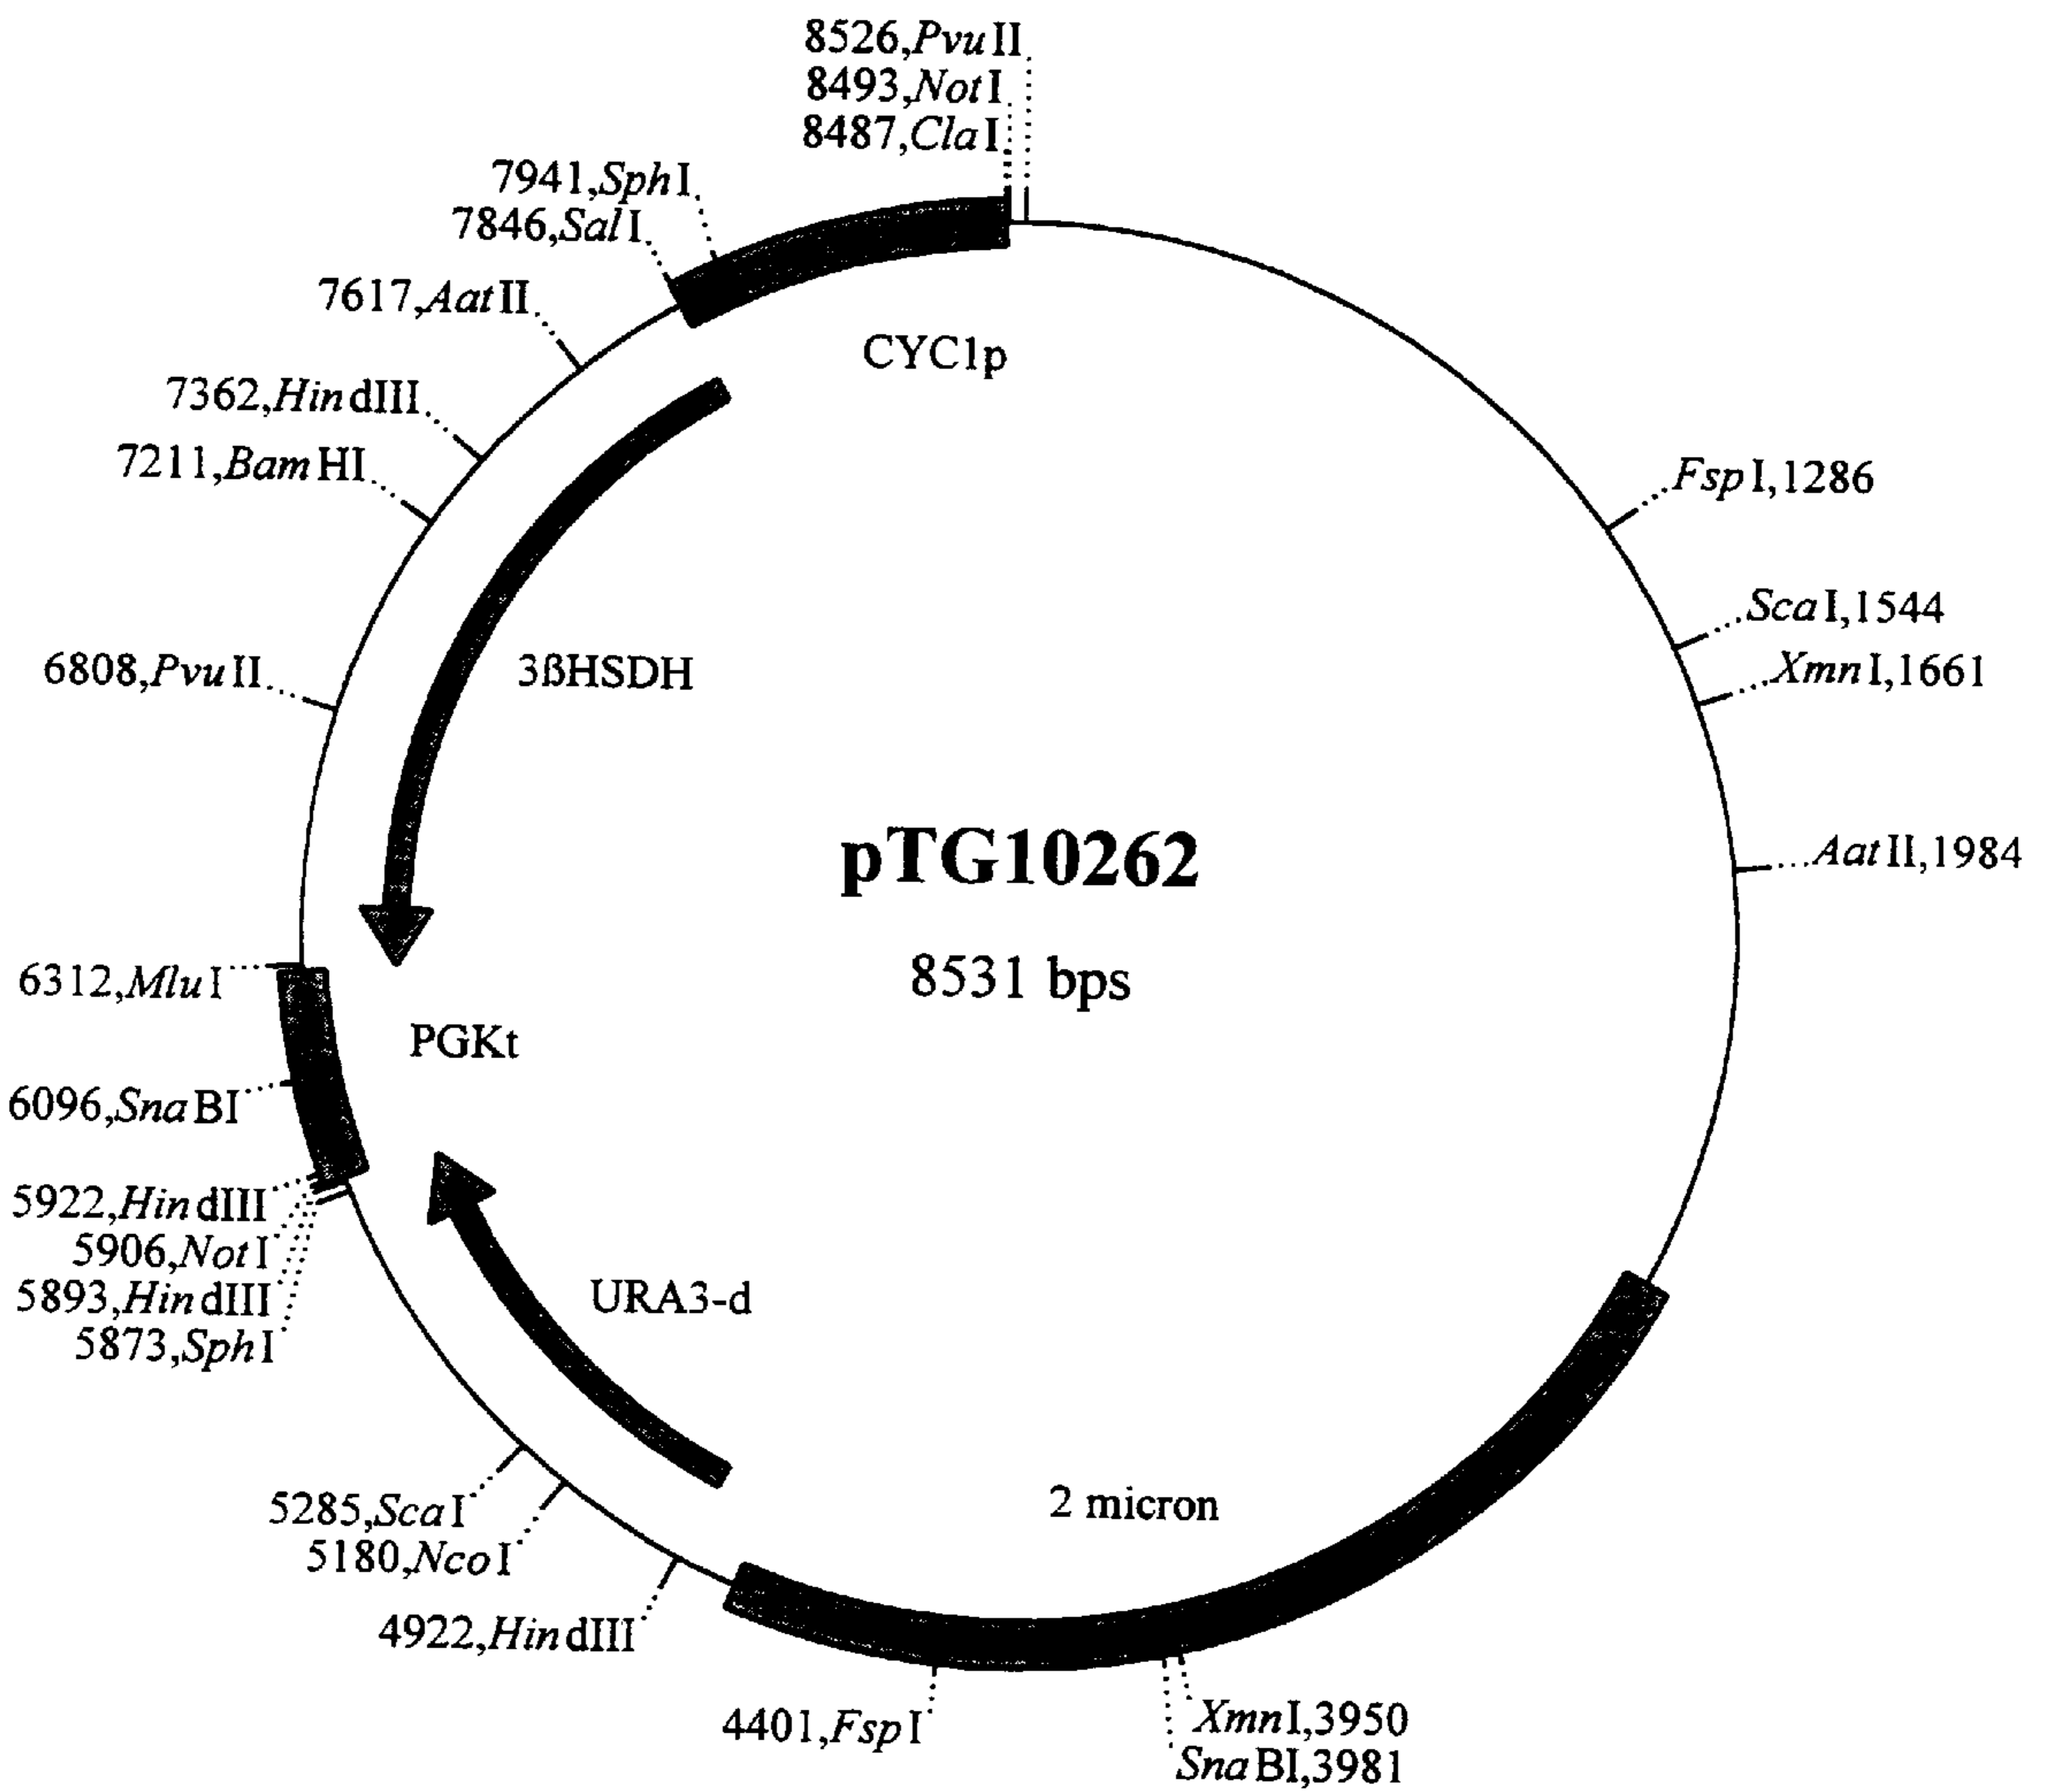 8526,PvuII
8493,NotI
8487,ClaI
7941,SphI
7846,SalI
7617,AatII
7362,HindIII
7211,BamHI
6808,PvuII
6312,MluI
6096,SnaBI
5922,HindIII
5906,NotI
5893,HindIII
5873,SphI
5285,ScaI
5180,NcoI
4922,HindIII
4401,FspI
FspI,1286
ScaI,1544
XmnI,1661
AatII,1984
XmnI,3950
SnaBI,3981
CYC1p
3ßHSDH
PGKt
URA3-d
2 micron
pTG10262
8531 bps